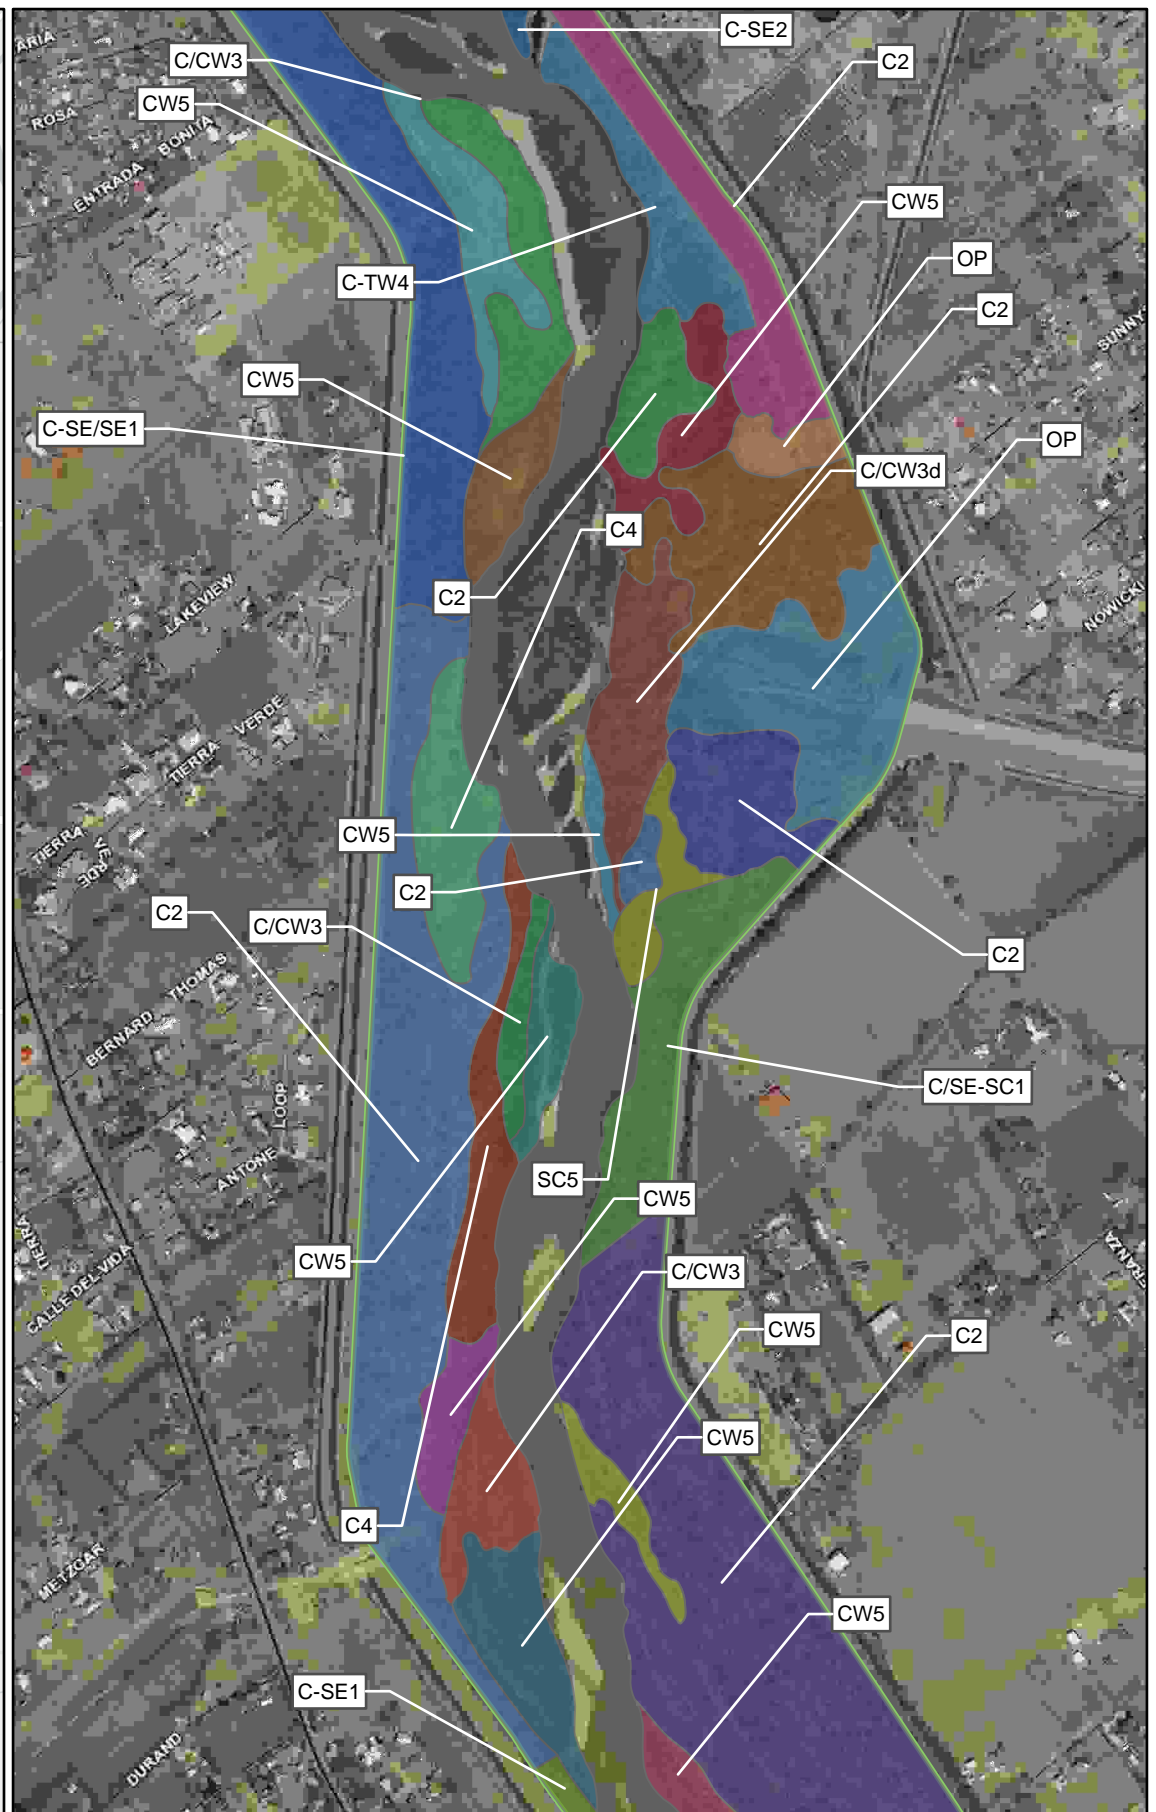 C-SE2
ARIA
C/CW3
C2
CW5
ROSA
ENTRADA BONITA
CW5
OP
C-TW4
C2
SUNNY
CW5
C-SE/SE1
OP
C/CW3d
C4
C2
LAKEVIEW
NOWICKI
TIERRA VERDE
CW5
TIERRA VERDE
C2
C2
C/CW3
C2
BERNARD THOMAS
C/SE-SC1
LOOP
ANTONE
SC5
CW5
TIERRA
CALLE DEL VIDA
CW5
FRANZA
C/CW3
CW5
C2
CW5
C4
METZGAR
CW5
C-SE1
DURAND